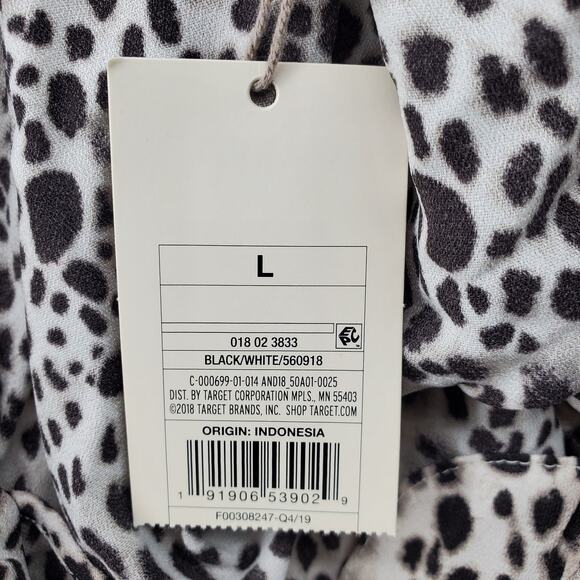 L
018 02 3833
EPC
BLACK/WHITE/560918
C-000699-01-014 AND18_50A01-0025
DIST. BY TARGET CORPORATION MPLS., MN 55403
©2018 TARGET BRANDS, INC. SHOP TARGET.COM
ORIGIN: INDONESIA
1 91906 53902 9
F00308247-Q4/19